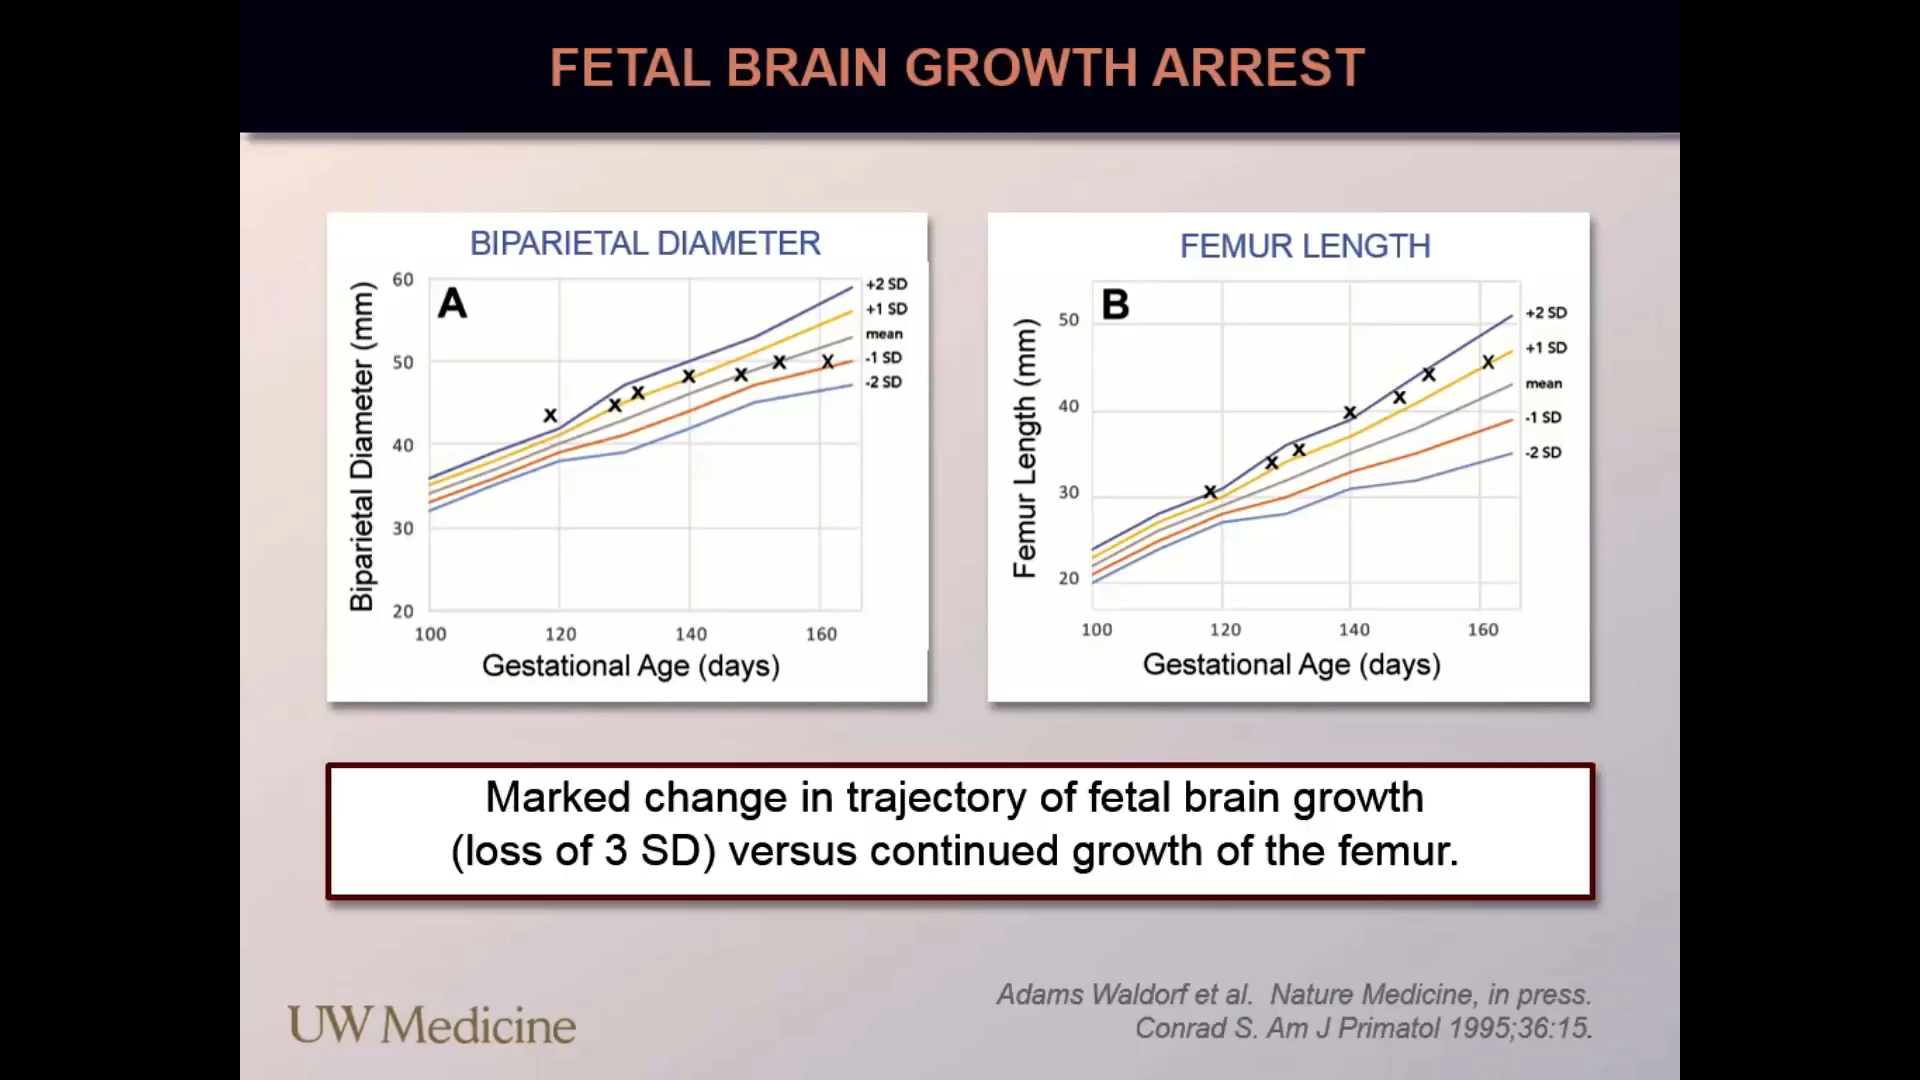 FETAL BRAIN GROWTH ARREST
BIPARIETAL DIAMETER
A
Biparietal Diameter (mm)
60
50
40
30
20
100 120 140 160
Gestational Age (days)
+2 SD
+1 SD
mean
-1 SD
-2 SD
FEMUR LENGTH
B
Femur Length (mm)
50
40
30
20
100 120 140 160
Gestational Age (days)
+2 SD
+1 SD
mean
-1 SD
-2 SD
Marked change in trajectory of fetal brain growth
(loss of 3 SD) versus continued growth of the femur.
UW Medicine
Adams Waldorf et al. Nature Medicine, in press.
Conrad S. Am J Primatol 1995;36:15.